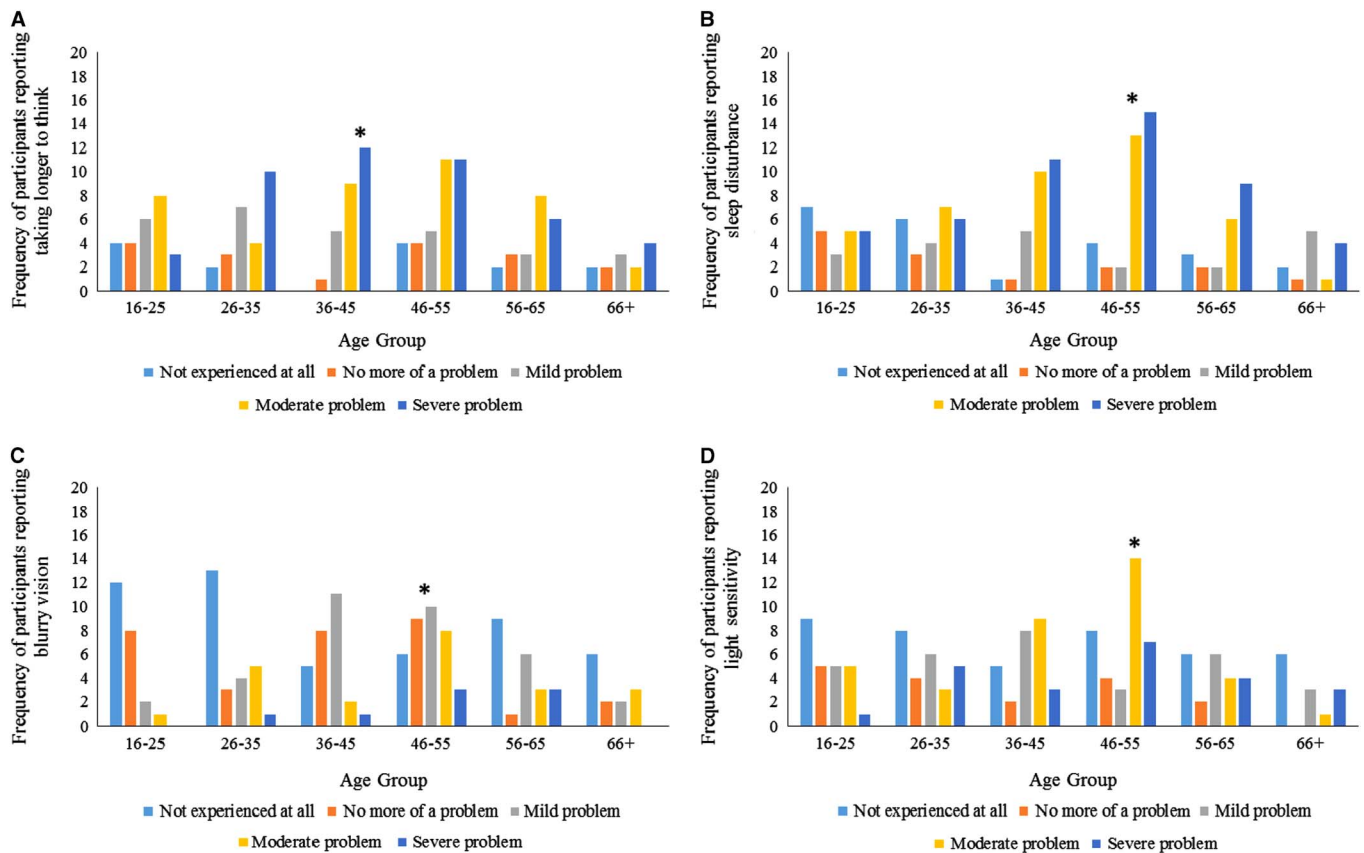 A
Frequency of participants reporting
taking longer to think
20
18
16
14
12
10
8
6
4
2
0
*
16-25 26-35 36-45 46-55 56-65 66+
Age Group
Not experienced at all No more of a problem Mild problem
Moderate problem Severe problem
B
Frequency of participants reporting
sleep disturbance
20
18
16
14
12
10
8
6
4
2
0
*
16-25 26-35 36-45 46-55 56-65 66+
Age Group
Not experienced at all No more of a problem Mild problem
Moderate problem Severe problem
C
Frequency of participants reporting
blurry vision
20
18
16
14
12
10
8
6
4
2
0
*
16-25 26-35 36-45 46-55 56-65 66+
Age Group
Not experienced at all No more of a problem Mild problem
Moderate problem Severe problem
D
Frequency of participants reporting
light sensitivity
20
18
16
14
12
10
8
6
4
2
0
*
16-25 26-35 36-45 46-55 56-65 66+
Age Group
Not experienced at all No more of a problem Mild problem
Moderate problem Severe problem